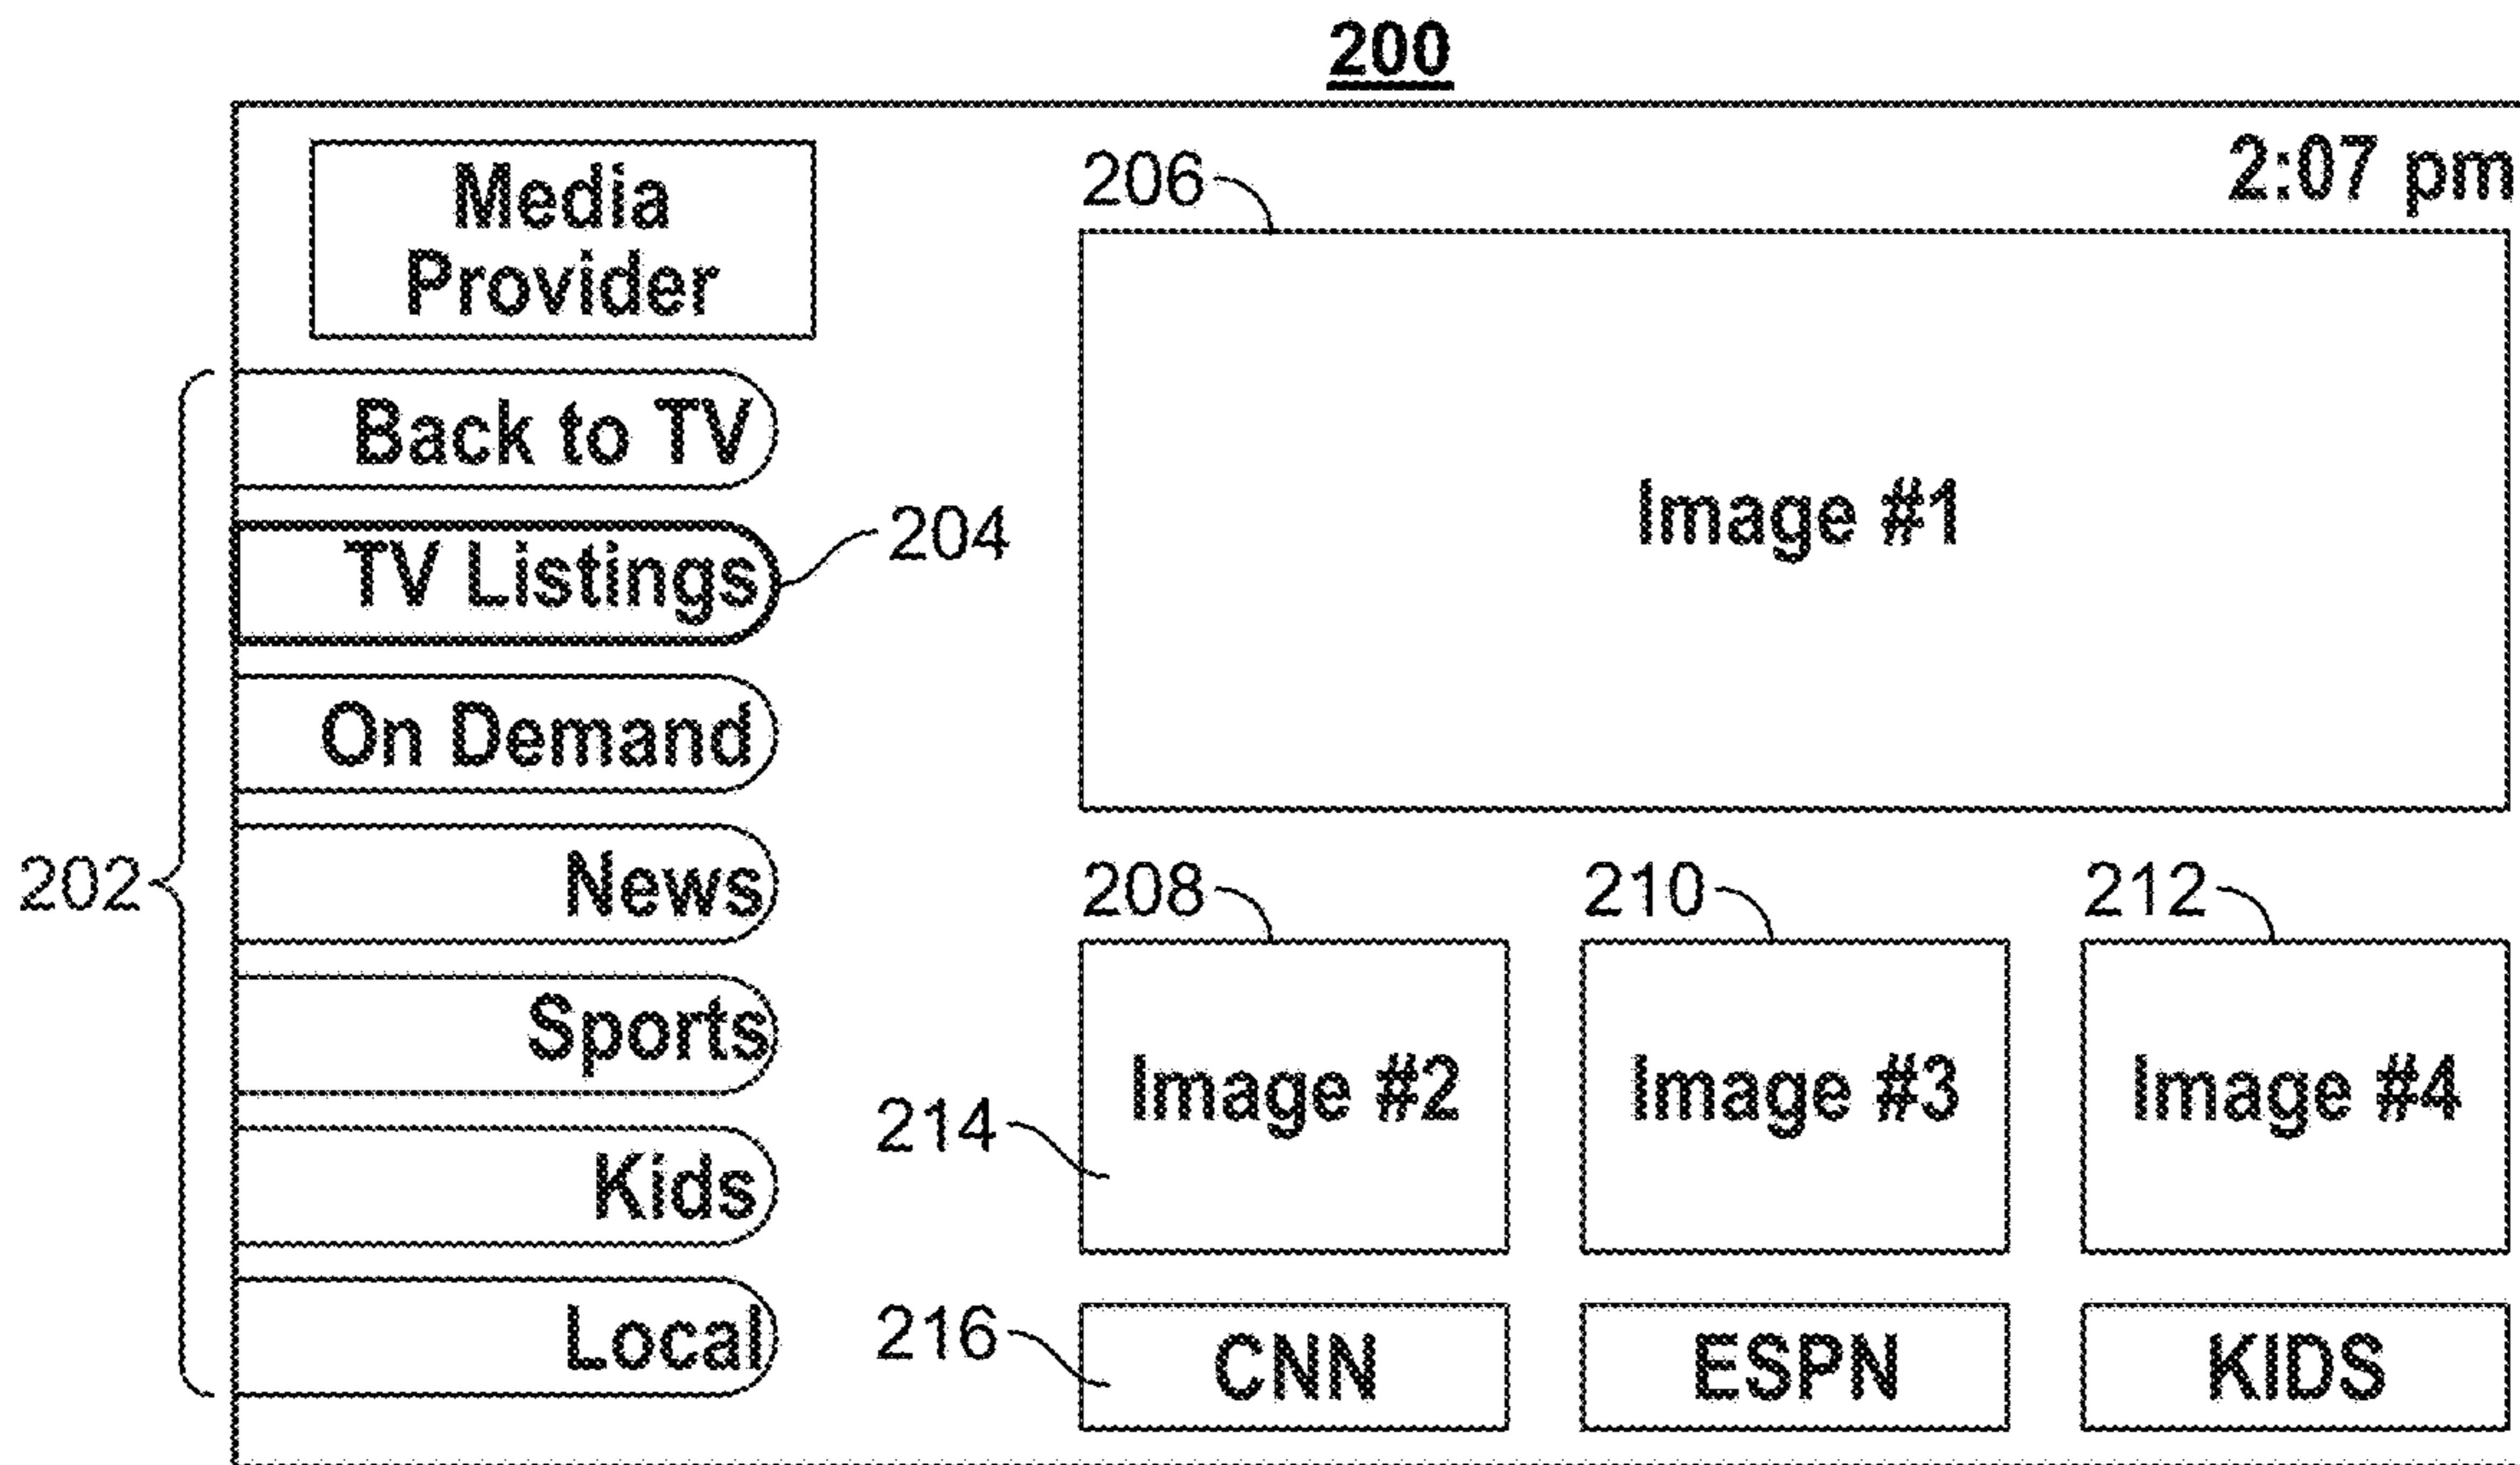 200
2:07 pm
Media
Provider
206
Back to TV
Image #1
TV Listings
204
On Demand
202
News
208
210
212
Sports
Image #2
Image #3
Image #4
214
Kids
216
Local
CNN
ESPN
KIDS